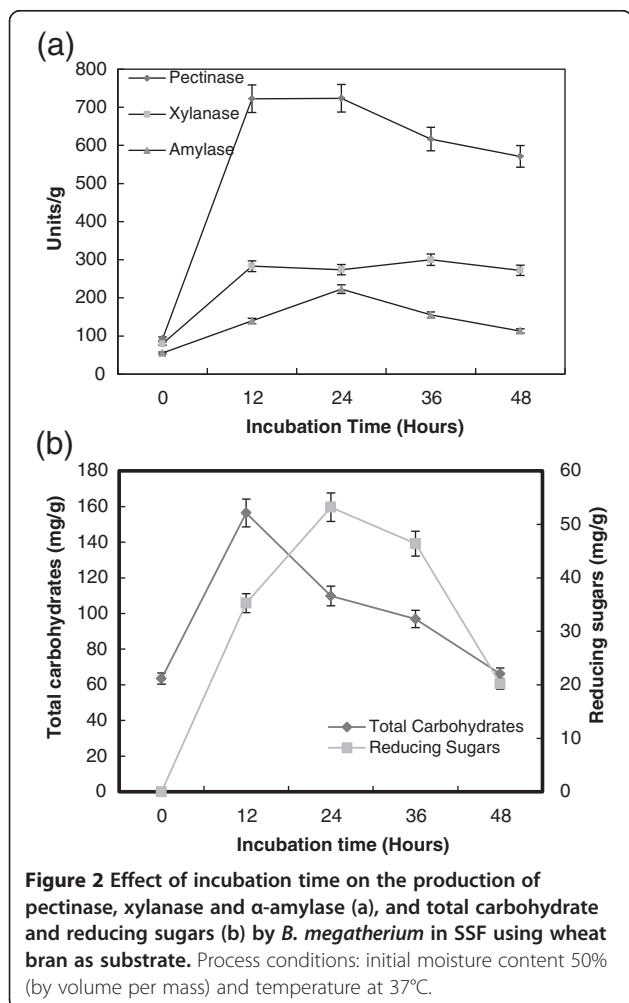 (a)
800
700
600
500
400
300
200
100
0
Units/g
Pectinase
Xylanase
Amylase
0 12 24 36 48
Incubation Time (Hours)
(b)
180
160
140
120
100
80
60
40
20
0
Total carbohydrates (mg/g)
60
50
40
30
20
10
0
Reducing sugars (mg/g)
Total Carbohydrates
Reducing Sugars
0 12 24 36 48
Incubation time (Hours)
Figure 2 Effect of incubation time on the production of
pectinase, xylanase and α-amylase (a), and total carbohydrate
and reducing sugars (b) by B. megatherium in SSF using wheat
bran as substrate. Process conditions: initial moisture content 50%
(by volume per mass) and temperature at 37°C.